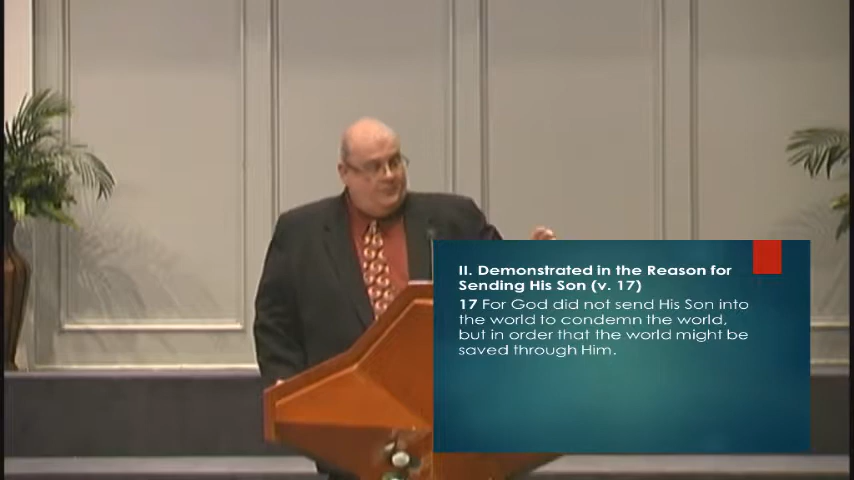 II. Demonstrated in the Reason for
Sending His Son (v. 17)
17 For God did not send His Son into
the world to condemn the world,
but in order that the world might be
saved through Him.